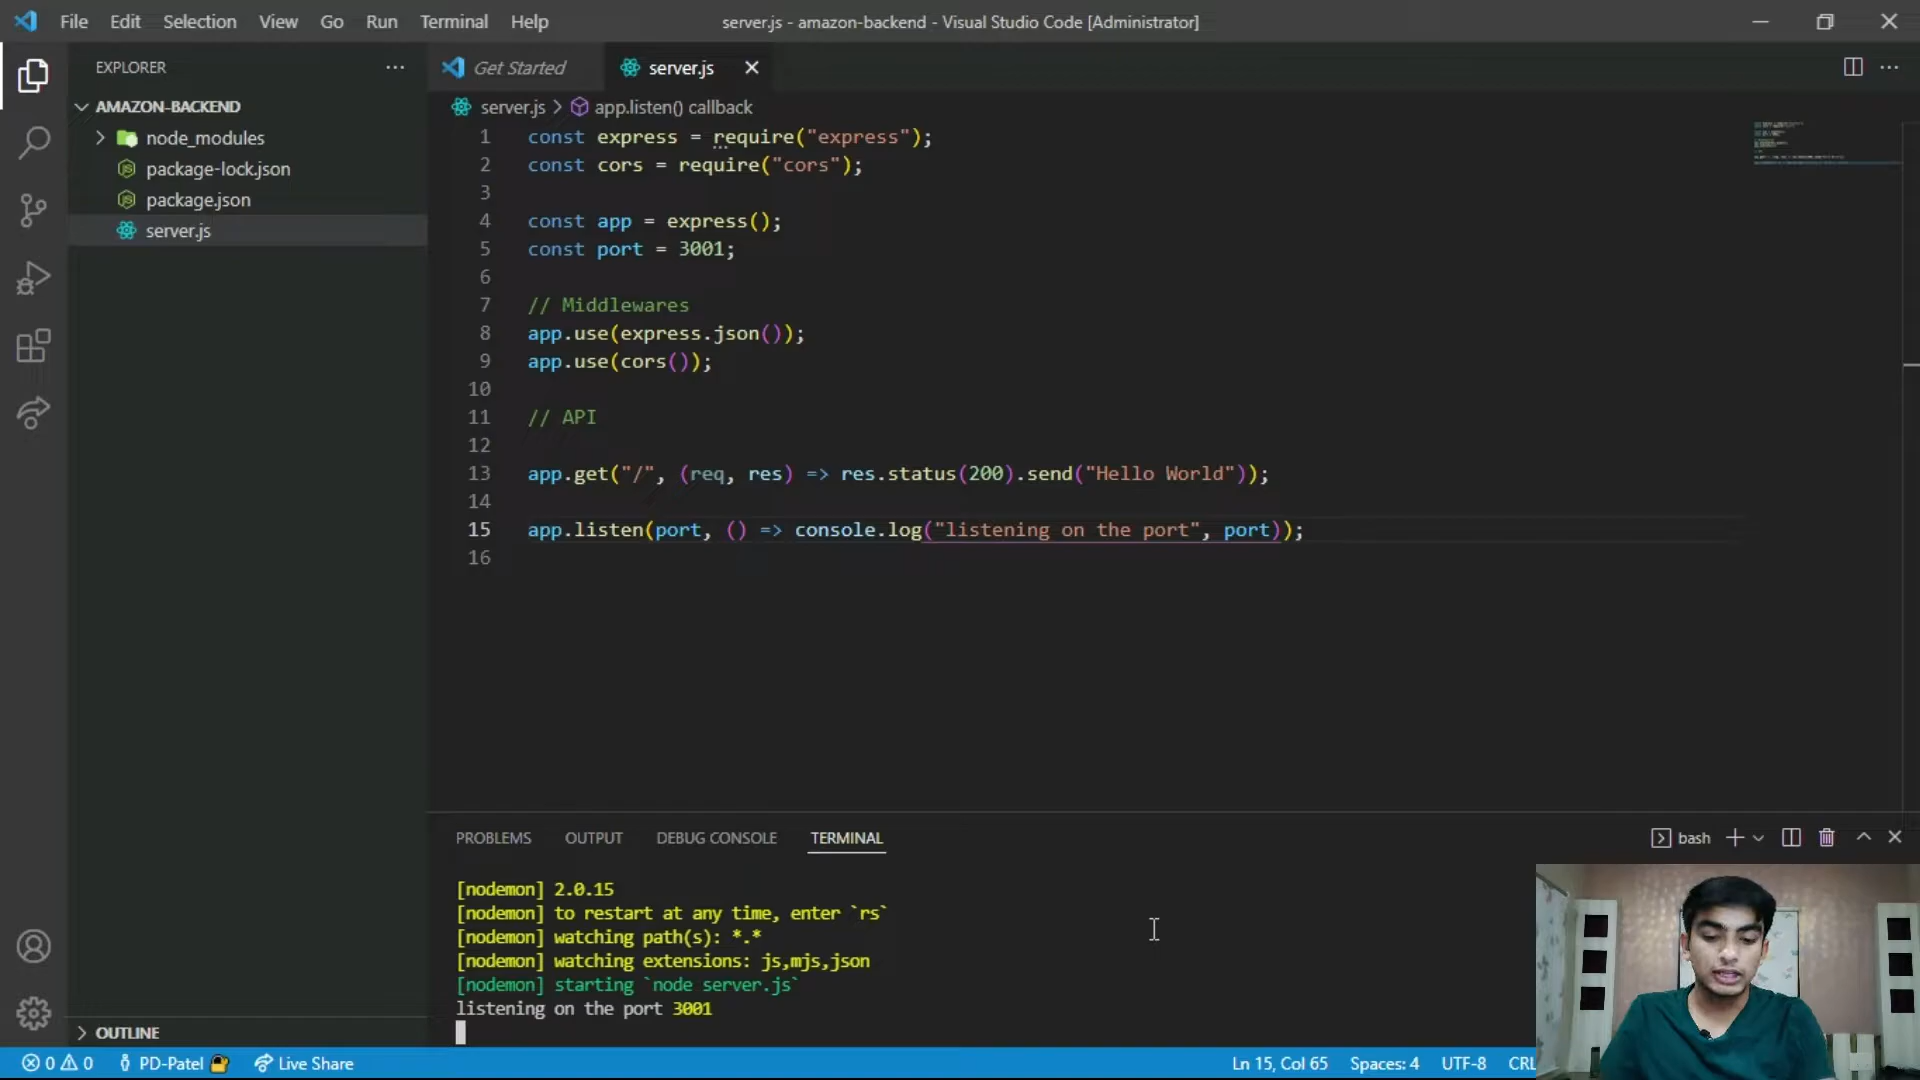 File Edit Selection View Go Run Terminal Help server.js - amazon-backend - Visual Studio Code [Administrator]
EXPLORER
AMAZON-BACKEND
node_modules
package-lock.json
package.json
server.js
OUTLINE
Get Started server.js
server.js > app.listen() callback
1 const express = require("express");
2 const cors = require("cors");
3
4 const app = express();
5 const port = 3001;
6
7 // Middlewares
8 app.use(express.json());
9 app.use(cors());
10
11 // API
12
13 app.get("/", (req, res) => res.status(200).send("Hello World"));
14
15 app.listen(port, () => console.log("listening on the port", port));
16
PROBLEMS OUTPUT DEBUG CONSOLE TERMINAL bash
[nodemon] 2.0.15
[nodemon] to restart at any time, enter `rs`
[nodemon] watching path(s): *.*
[nodemon] watching extensions: js,mjs,json
[nodemon] starting `node server.js`
listening on the port 3001
0 0 PD-Patel Live Share Ln 15, Col 65 Spaces: 4 UTF-8 CRL